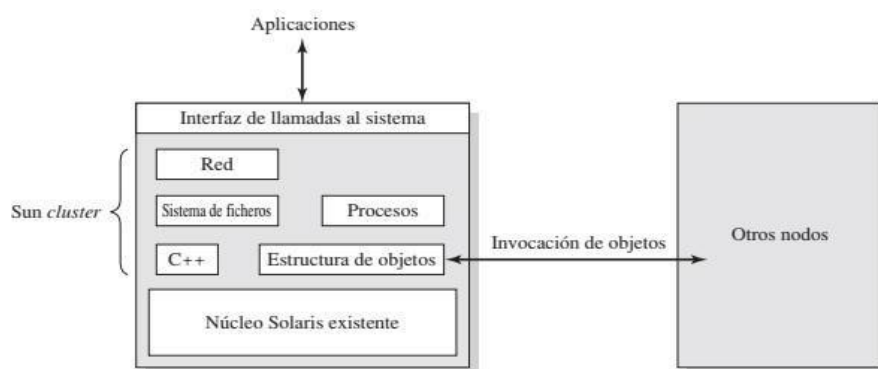 Aplicaciones
Interfaz de llamadas al sistema
Red
Sun cluster
Sistema de ficheros
Procesos
C++
Estructura de objetos
Invocación de objetos
Otros nodos
Núcleo Solaris existente